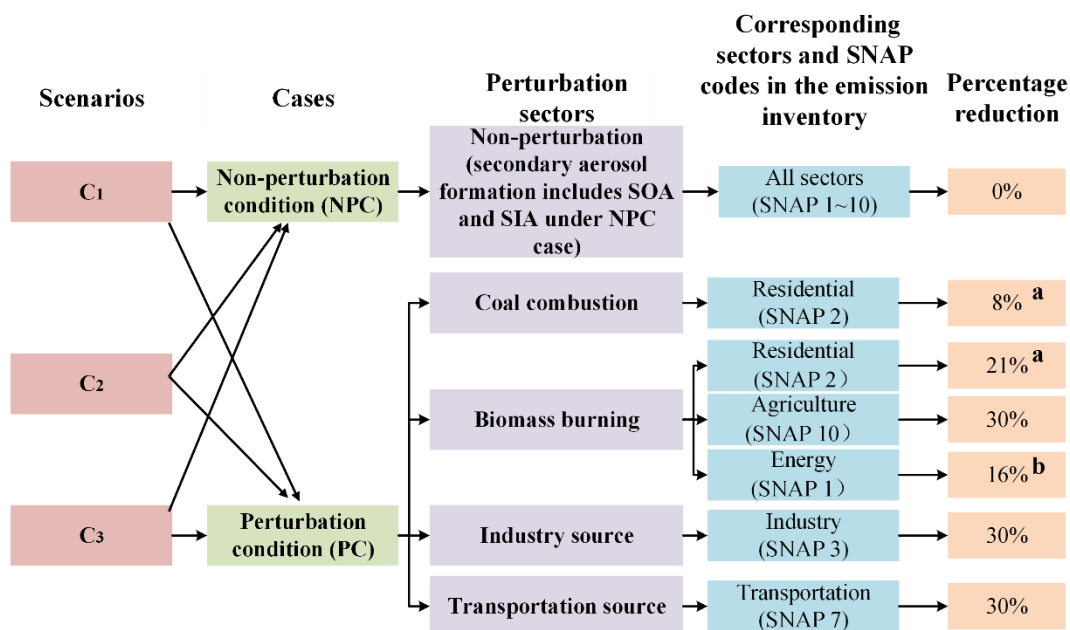 Scenarios
Cases
Perturbation
sectors
Corresponding
sectors and SNAP
codes in the emission
inventory
Percentage
reduction
C1
Non-perturbation
condition (NPC)
Non-perturbation
(secondary aerosol
formation includes SOA
and SIA under NPC
case)
All sectors
(SNAP 1~10)
0%
Coal combustion
Residential
(SNAP 2)
8% a
C2
Biomass burning
Residential
(SNAP 2）
21% a
Agriculture
(SNAP 10）
30%
Energy
(SNAP 1）
16% b
C3
Perturbation
condition (PC)
Industry source
Industry
(SNAP 3)
30%
Transportation source
Transportation
(SNAP 7)
30%